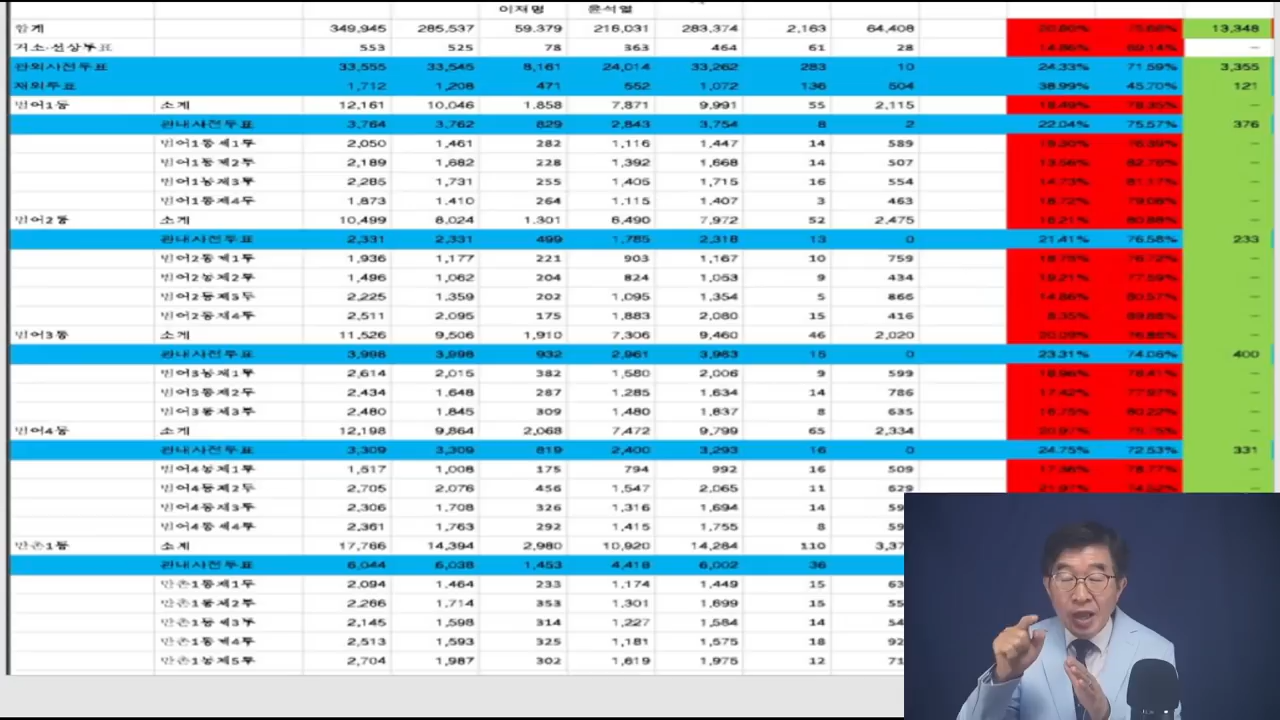 이재명 윤석열
합계 349,945 285,537 59,379 216,031 283,374 2,163 64,408 13,348
거소·선상투표 553 525 78 363 464 61 28 –
관외사전투표 33,555 33,545 8,161 24,014 33,262 283 10 24.33% 71.59% 3,355
재외투표 1,712 1,208 471 552 1,072 136 504 38.99% 45.70% 121
범어1동 소계 12,161 10,046 1,858 7,871 9,991 55 2,115 –
관내사전투표 3,764 3,762 829 2,843 3,754 8 2 22.04% 75.57% 376
범어1동제1투 2,050 1,461 282 1,116 1,447 14 589 –
범어1동제2투 2,189 1,682 228 1,392 1,668 14 507 –
범어1동제3투 2,285 1,731 255 1,405 1,715 16 554 –
범어1동제4투 1,873 1,410 264 1,115 1,407 3 463 –
범어2동 소계 10,499 8,024 1,301 6,490 7,972 52 2,475 –
관내사전투표 2,331 2,331 499 1,785 2,318 13 0 21.41% 76.58% 233
범어2동제1투 1,936 1,177 221 903 1,167 10 759 –
범어2동제2투 1,496 1,062 204 824 1,053 9 434 –
범어2동제3투 2,225 1,359 202 1,095 1,354 5 866 –
범어2동제4투 2,511 2,095 175 1,883 2,080 15 416 –
범어3동 소계 11,526 9,506 1,910 7,306 9,460 46 2,020 –
관내사전투표 3,998 3,998 932 2,961 3,983 15 0 23.31% 74.06% 400
범어3동제1투 2,614 2,015 382 1,580 2,006 9 599 –
범어3동제2투 2,434 1,648 287 1,285 1,634 14 786 –
범어3동제3투 2,480 1,845 309 1,480 1,837 8 635 –
범어4동 소계 12,198 9,864 2,068 7,472 9,799 65 2,334 –
관내사전투표 3,309 3,309 819 2,400 3,293 16 0 24.75% 72.53% 331
범어4동제1투 1,517 1,008 175 794 992 16 509 –
범어4동제2투 2,705 2,076 456 1,547 2,065 11 629 –
범어4동제3투 2,306 1,708 326 1,316 1,694 14 59
범어4동제4투 2,361 1,763 292 1,415 1,755 8 59
만촌1동 소계 17,766 14,394 2,980 10,920 14,284 110 3,37
관내사전투표 6,044 6,038 1,453 4,418 6,002 36
만촌1동제1투 2,094 1,464 233 1,174 1,449 15 63
만촌1동제2투 2,266 1,714 353 1,301 1,699 15 55
만촌1동제3투 2,145 1,598 314 1,227 1,584 14 54
만촌1동제4투 2,513 1,593 325 1,181 1,575 18 92
만촌1동제5투 2,704 1,987 302 1,619 1,975 12 71